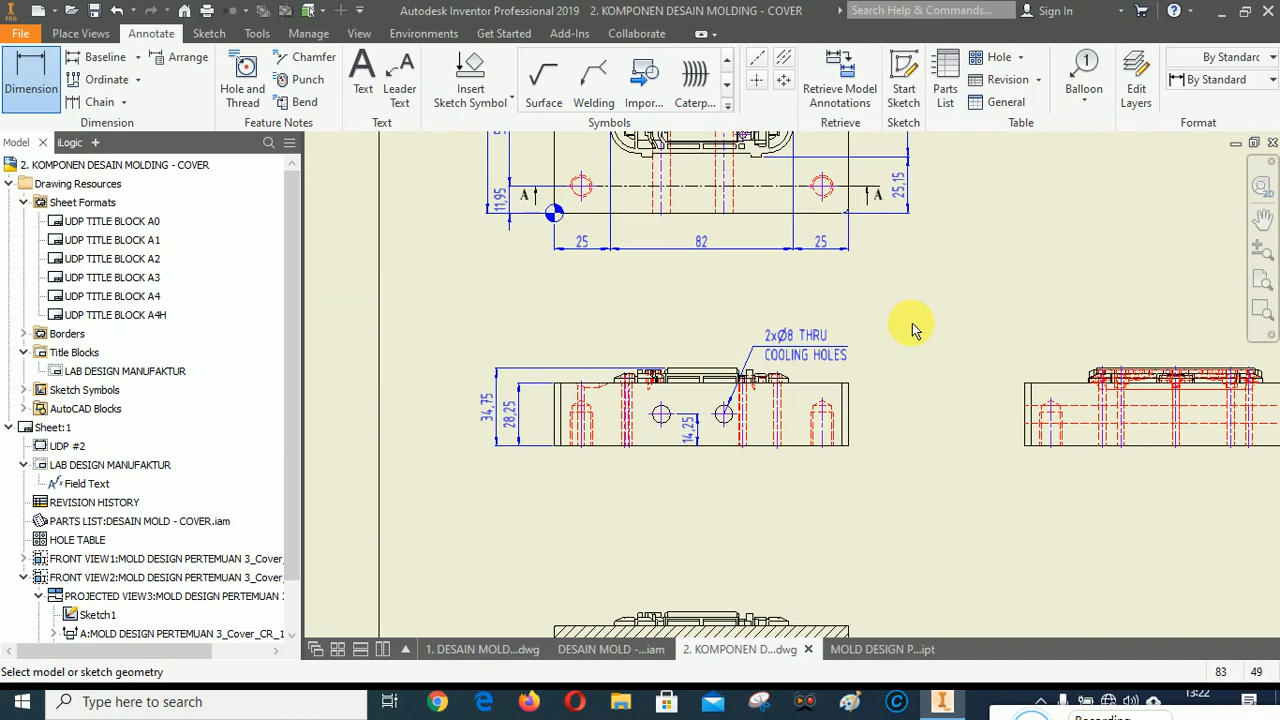 Autodesk Inventor Professional 2019   2. KOMPONEN DESAIN MOLDING - COVER
Search Help & Commands...
Sign In
PRO
File
Place Views
Annotate
Sketch
Tools
Manage
View
Environments
Get Started
Add-Ins
Collaborate
Dimension
Baseline
Arrange
Ordinate
Chain
Dimension
Hole and Thread
Chamfer
Punch
Bend
Feature Notes
Text
Leader Text
Text
Insert Sketch Symbol
Surface
Welding
Impor...
Caterp...
Symbols
Retrieve Model Annotations
Retrieve
Start Sketch
Sketch
Parts List
Hole
Revision
General
Table
Balloon
1
Edit Layers
By Standar
By Standard
Format
Model
iLogic
2. KOMPONEN DESAIN MOLDING - COVER
Drawing Resources
Sheet Formats
UDP TITLE BLOCK A0
UDP TITLE BLOCK A1
UDP TITLE BLOCK A2
UDP TITLE BLOCK A3
UDP TITLE BLOCK A4
UDP TITLE BLOCK A4H
Borders
Title Blocks
LAB DESIGN MANUFAKTUR
Sketch Symbols
AutoCAD Blocks
Sheet:1
UDP #2
LAB DESIGN MANUFAKTUR
Field Text
REVISION HISTORY
PARTS LIST:DESAIN MOLD - COVER.iam
HOLE TABLE
FRONT VIEW1:MOLD DESIGN PERTEMUAN 3_Cover_
FRONT VIEW2:MOLD DESIGN PERTEMUAN 3_Cover_
PROJECTED VIEW3:MOLD DESIGN PERTEMUAN 3
Sketch1
A:MOLD DESIGN PERTEMUAN 3_Cover_CR_1
11,95
A
A
25,15
25
82
25
2xØ8 THRU
COOLING HOLES
34,75
28,25
14,25
1. DESAIN MOLD...dwg
DESAIN MOLD -...iam
2. KOMPONEN D...dwg
MOLD DESIGN P...ipt
Select model or sketch geometry
83
49
Type here to search
13:22